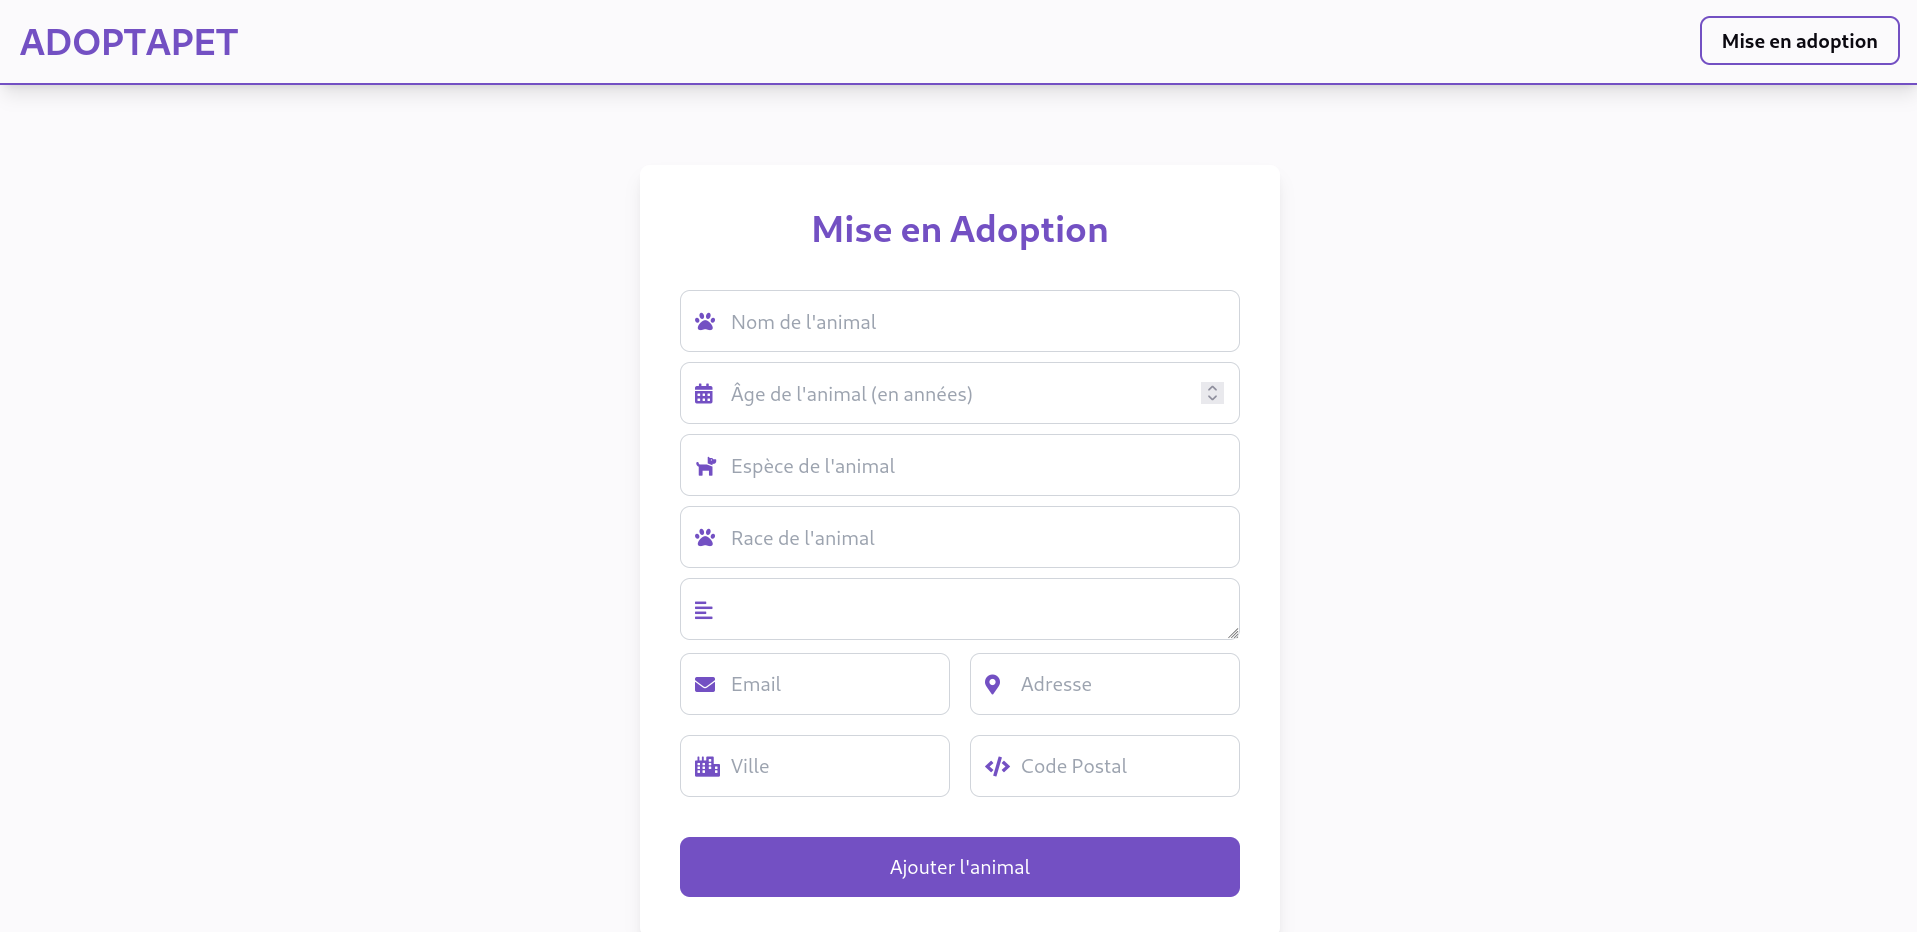 ADOPTAPET
Mise en adoption
Mise en Adoption
Nom de l'animal
Âge de l'animal (en années)
Espèce de l'animal
Race de l'animal
Email
Adresse
Ville
Code Postal
Ajouter l'animal